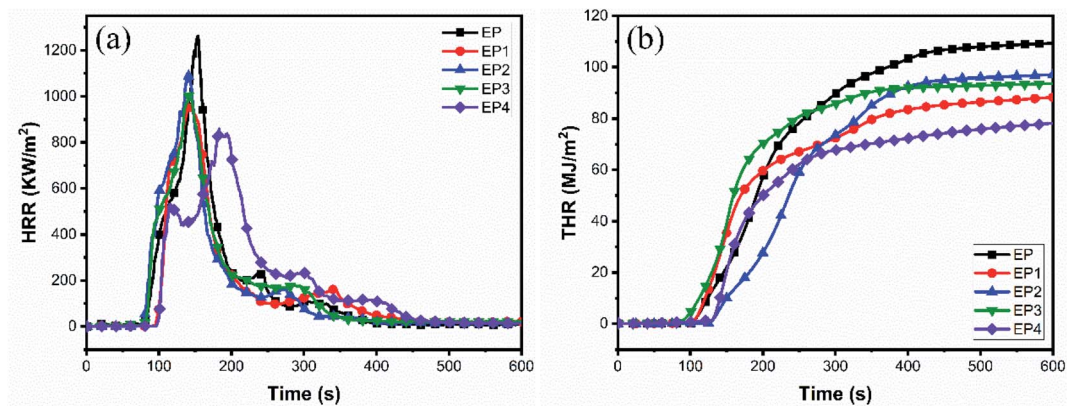 (a)
EP
EP1
EP2
EP3
EP4
HRR (KW/m²)
1200
1000
800
600
400
200
0
0 100 200 300 400 500 600
Time (s)
(b)
THR (MJ/m²)
120
100
80
60
40
20
0
EP
EP1
EP2
EP3
EP4
0 100 200 300 400 500 600
Time (s)